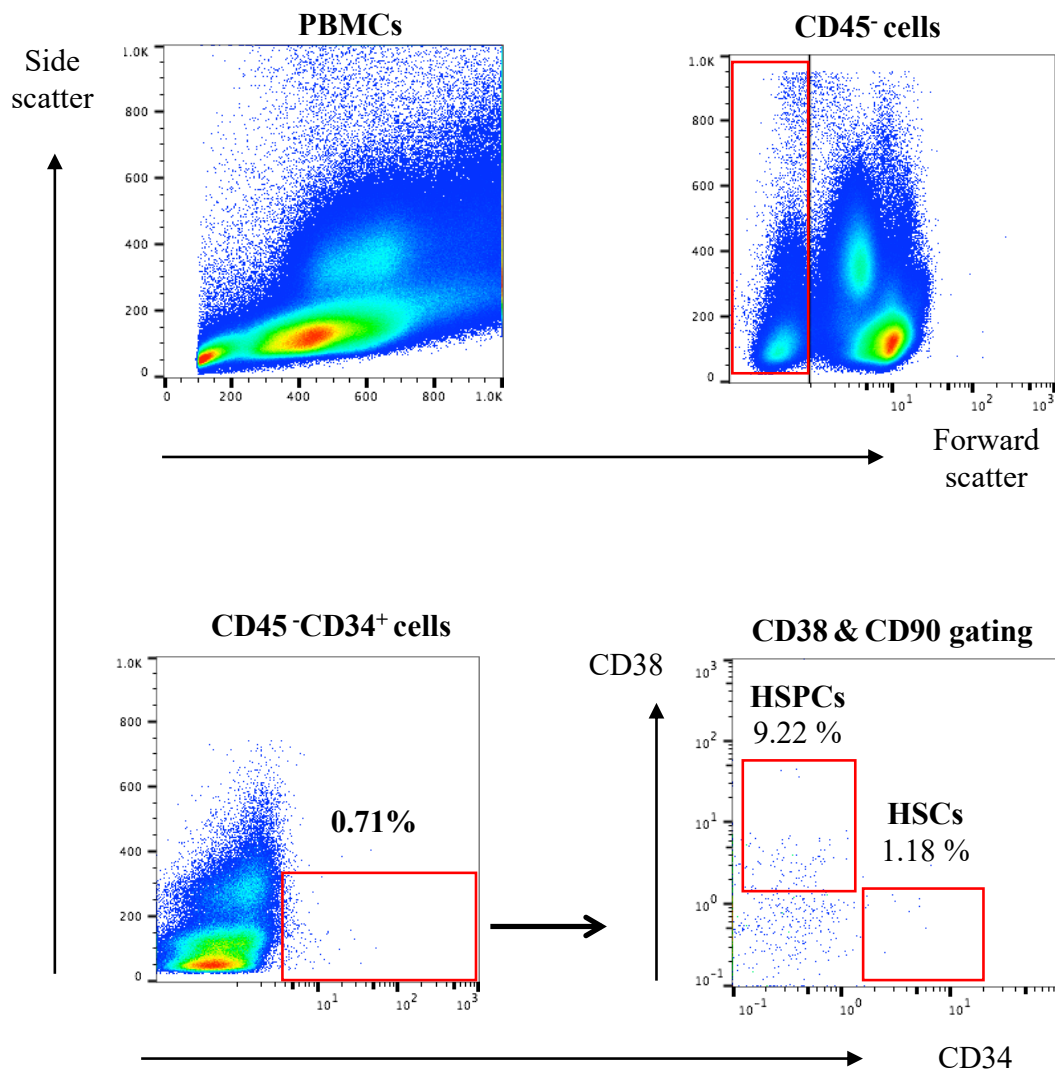 PBMCs
CD45⁻ cells
Side
scatter
1.0K
800
600
400
200
0
0 200 400 600 800 1.0K
1.0K
800
600
400
200
0
10¹ 10² 10³
Forward
scatter
CD45 ⁻CD34⁺ cells
CD38 & CD90 gating
CD38
1.0K
800
600
400
200
0
0.71%
10¹ 10² 10³
10³
10²
10¹
10⁰
10⁻¹
HSPCs
9.22 %
HSCs
1.18 %
10⁻¹ 10⁰ 10¹
CD34